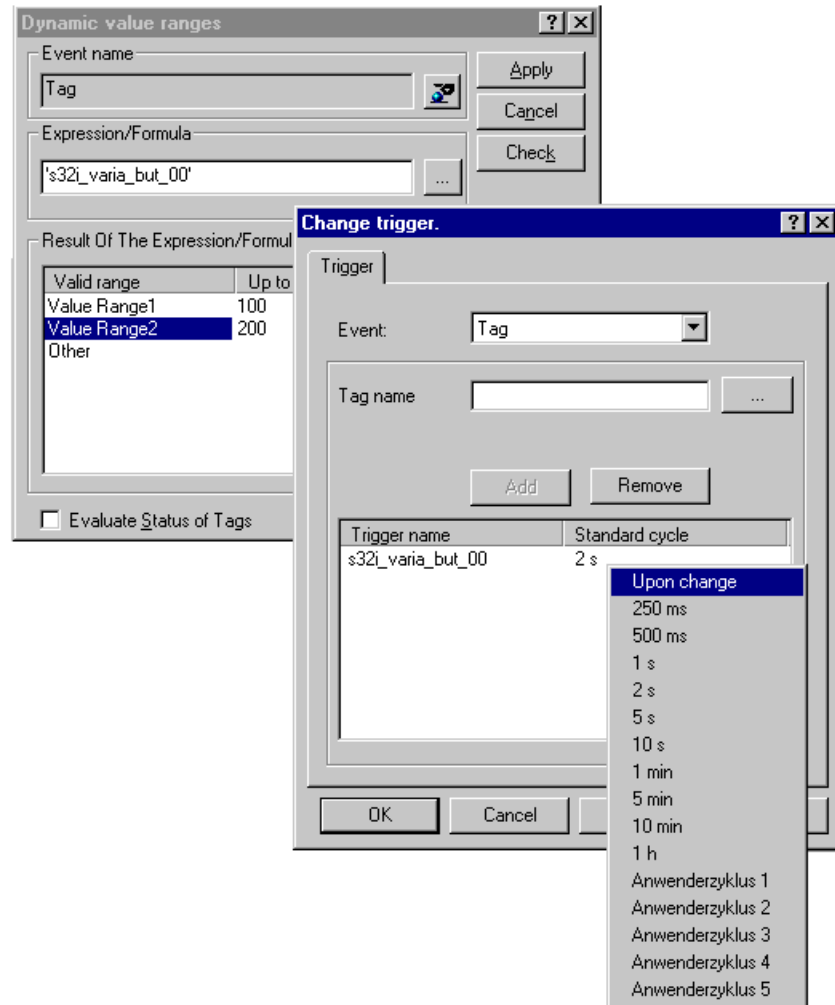 Dynamic value ranges
Event name
Tag
Apply
Cancel
Expression/Formula
Check
's32i_varia_but_00'
...
Result Of The Expression/Formul
Valid range Up to
Value Range1 100
Value Range2 200
Other
Evaluate Status of Tags
Change trigger.
Trigger
Event: Tag
Tag name
...
Add Remove
Trigger name Standard cycle
s32i_varia_but_00 2 s
Upon change
250 ms
500 ms
1 s
2 s
5 s
10 s
1 min
5 min
10 min
1 h
Anwenderzyklus 1
Anwenderzyklus 2
Anwenderzyklus 3
Anwenderzyklus 4
Anwenderzyklus 5
OK Cancel